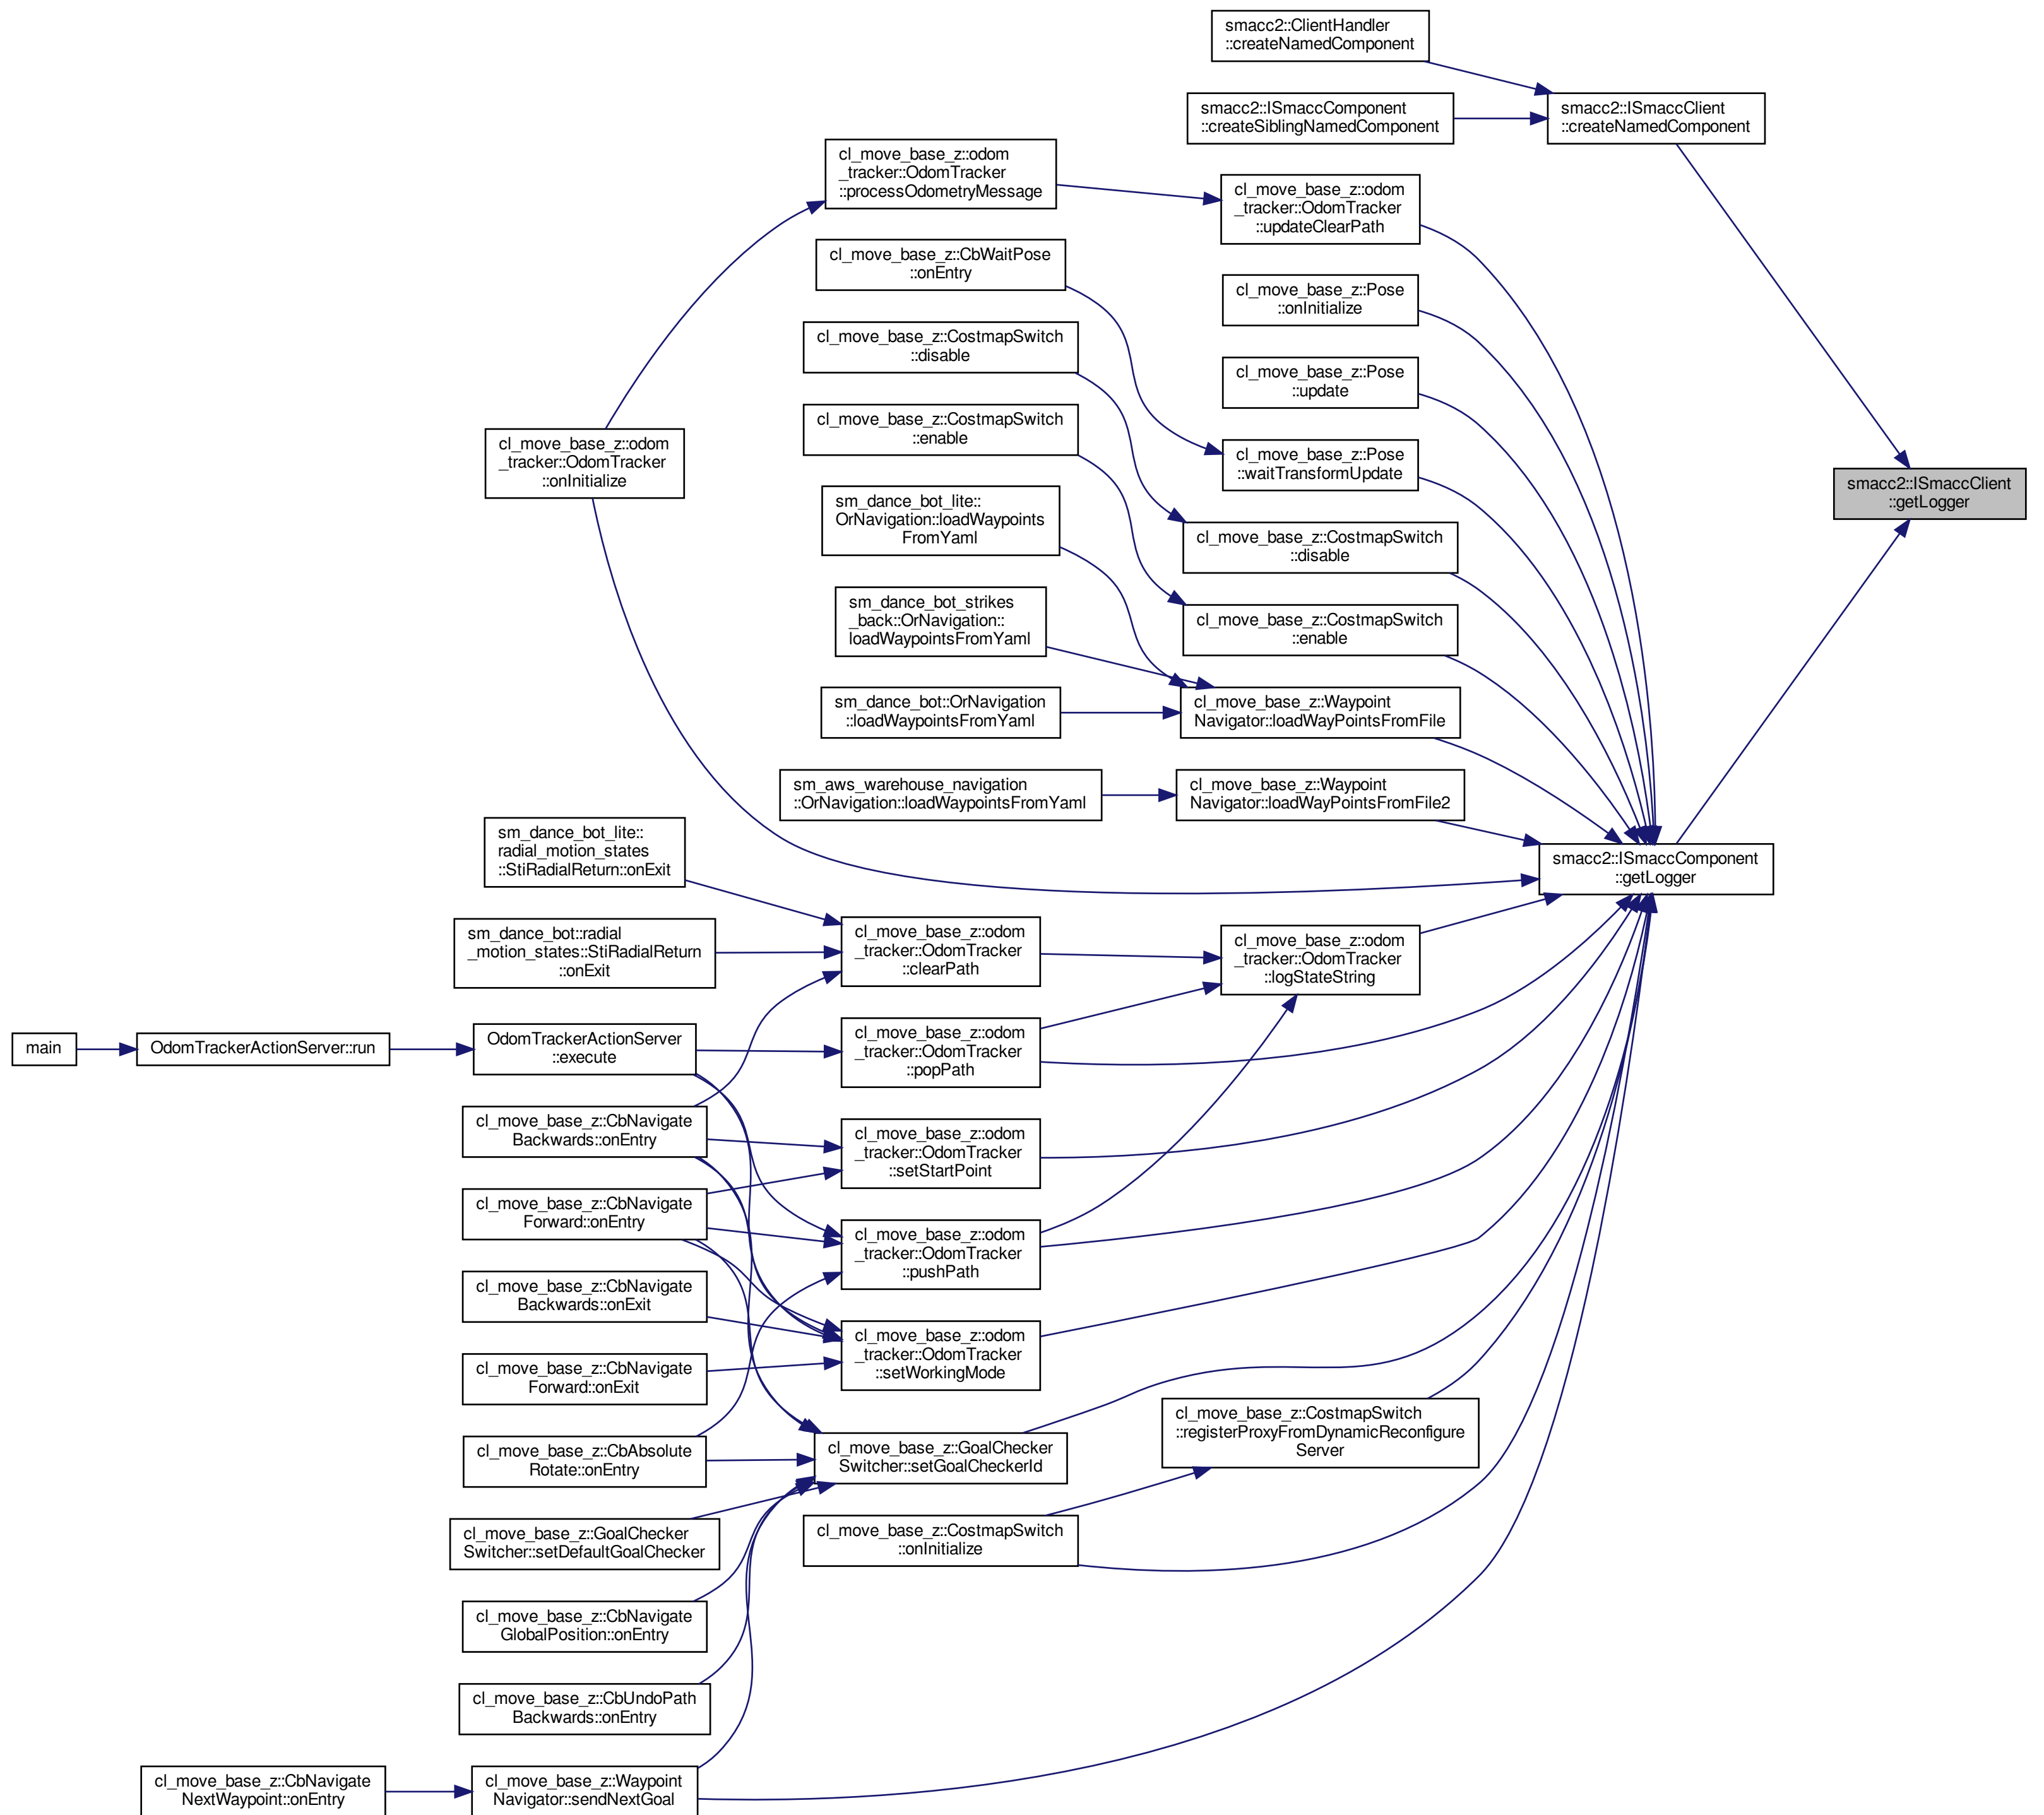 smacc2::ClientHandler
::createNamedComponent
smacc2::ISmaccComponent
::createSiblingNamedComponent
smacc2::ISmaccClient
::createNamedComponent
cl_move_base_z::odom
_tracker::OdomTracker
::processOdometryMessage
cl_move_base_z::odom
_tracker::OdomTracker
::updateClearPath
cl_move_base_z::CbWaitPose
::onEntry
cl_move_base_z::Pose
::onInitialize
cl_move_base_z::CostmapSwitch
::disable
cl_move_base_z::Pose
::update
cl_move_base_z::CostmapSwitch
::enable
cl_move_base_z::odom
_tracker::OdomTracker
::onInitialize
cl_move_base_z::Pose
::waitTransformUpdate
smacc2::ISmaccClient
::getLogger
sm_dance_bot_lite::
OrNavigation::loadWaypoints
FromYaml
cl_move_base_z::CostmapSwitch
::disable
sm_dance_bot_strikes
_back::OrNavigation::
loadWaypointsFromYaml
cl_move_base_z::CostmapSwitch
::enable
sm_dance_bot::OrNavigation
::loadWaypointsFromYaml
cl_move_base_z::Waypoint
Navigator::loadWayPointsFromFile
sm_aws_warehouse_navigation
::OrNavigation::loadWaypointsFromYaml
cl_move_base_z::Waypoint
Navigator::loadWayPointsFromFile2
sm_dance_bot_lite::
radial_motion_states
::StiRadialReturn::onExit
smacc2::ISmaccComponent
::getLogger
sm_dance_bot::radial
_motion_states::StiRadialReturn
::onExit
cl_move_base_z::odom
_tracker::OdomTracker
::clearPath
cl_move_base_z::odom
_tracker::OdomTracker
::logStateString
main
OdomTrackerActionServer::run
OdomTrackerActionServer
::execute
cl_move_base_z::odom
_tracker::OdomTracker
::popPath
cl_move_base_z::CbNavigate
Backwards::onEntry
cl_move_base_z::odom
_tracker::OdomTracker
::setStartPoint
cl_move_base_z::CbNavigate
Forward::onEntry
cl_move_base_z::odom
_tracker::OdomTracker
::pushPath
cl_move_base_z::CbNavigate
Backwards::onExit
cl_move_base_z::odom
_tracker::OdomTracker
::setWorkingMode
cl_move_base_z::CbNavigate
Forward::onExit
cl_move_base_z::CostmapSwitch
::registerProxyFromDynamicReconfigure
Server
cl_move_base_z::CbAbsolute
Rotate::onEntry
cl_move_base_z::GoalChecker
Switcher::setGoalCheckerId
cl_move_base_z::GoalChecker
Switcher::setDefaultGoalChecker
cl_move_base_z::CostmapSwitch
::onInitialize
cl_move_base_z::CbNavigate
GlobalPosition::onEntry
cl_move_base_z::CbUndoPath
Backwards::onEntry
cl_move_base_z::CbNavigate
NextWaypoint::onEntry
cl_move_base_z::Waypoint
Navigator::sendNextGoal